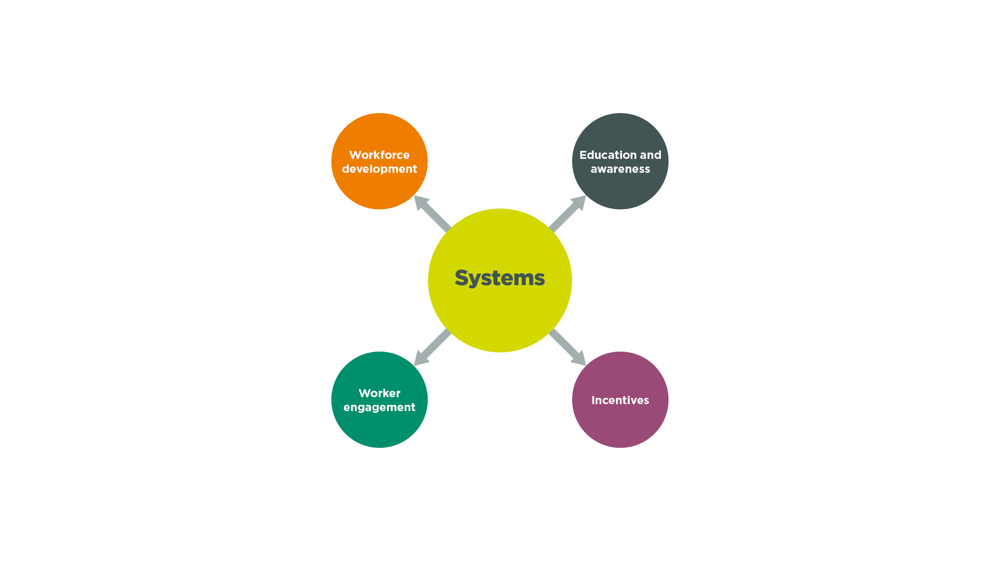 Workforce
development
Education and
awareness
Systems
Worker
engagement
Incentives